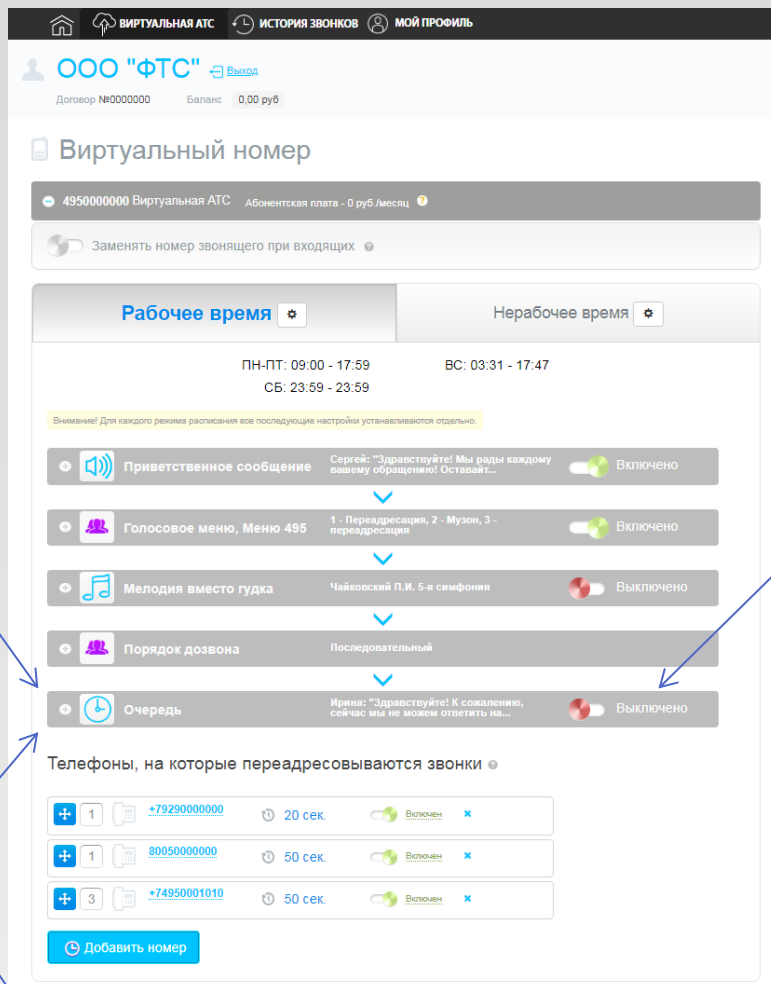 ВИРТУАЛЬНАЯ АТС ИСТОРИЯ ЗВОНКОВ МОЙ ПРОФИЛЬ
ООО "ФТС" Выход
Договор №0000000 Баланс 0,00 руб
Виртуальный номер
4950000000 Виртуальная АТС Абонентская плата - 0 руб./месяц ?
Заменять номер звонящего при входящих ?
Рабочее время Нерабочее время
ПН-ПТ: 09:00 - 17:59 ВС: 03:31 - 17:47
СБ: 23:59 - 23:59
Внимание! Для каждого режима расписания все последующие настройки устанавливаются отдельно.
Приветственное сообщение Сергей: "Здравствуйте! Мы рады каждому вашему обращению! Оставайт... Включено
Голосовое меню, Меню 495 1 - Переадресация, 2 - Музон, 3 - переадресация Включено
Мелодия вместо гудка Чайковский П.И. 5-я симфония Выключено
Порядок дозвона Последовательный
Очередь Ирина: "Здравствуйте! К сожалению, сейчас мы не можем ответить на... Выключено
Телефоны, на которые переадресовываются звонки ?
1 +79290000000 20 сек. Включен
1 80050000000 50 сек. Включен
3 +74950001010 50 сек. Включен
Добавить номер